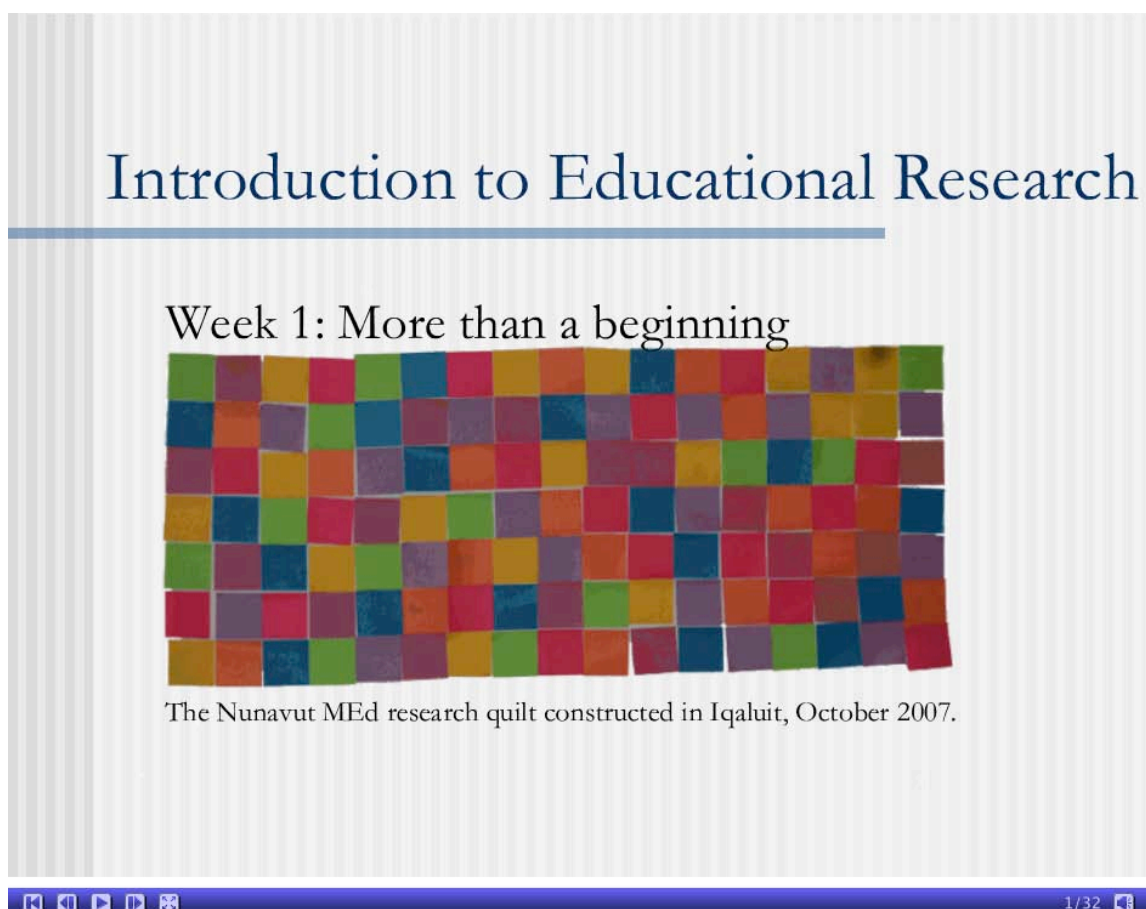 Introduction to Educational Research
Week 1: More than a beginning
The Nunavut MEd research quilt constructed in Iqaluit, October 2007.
1/32